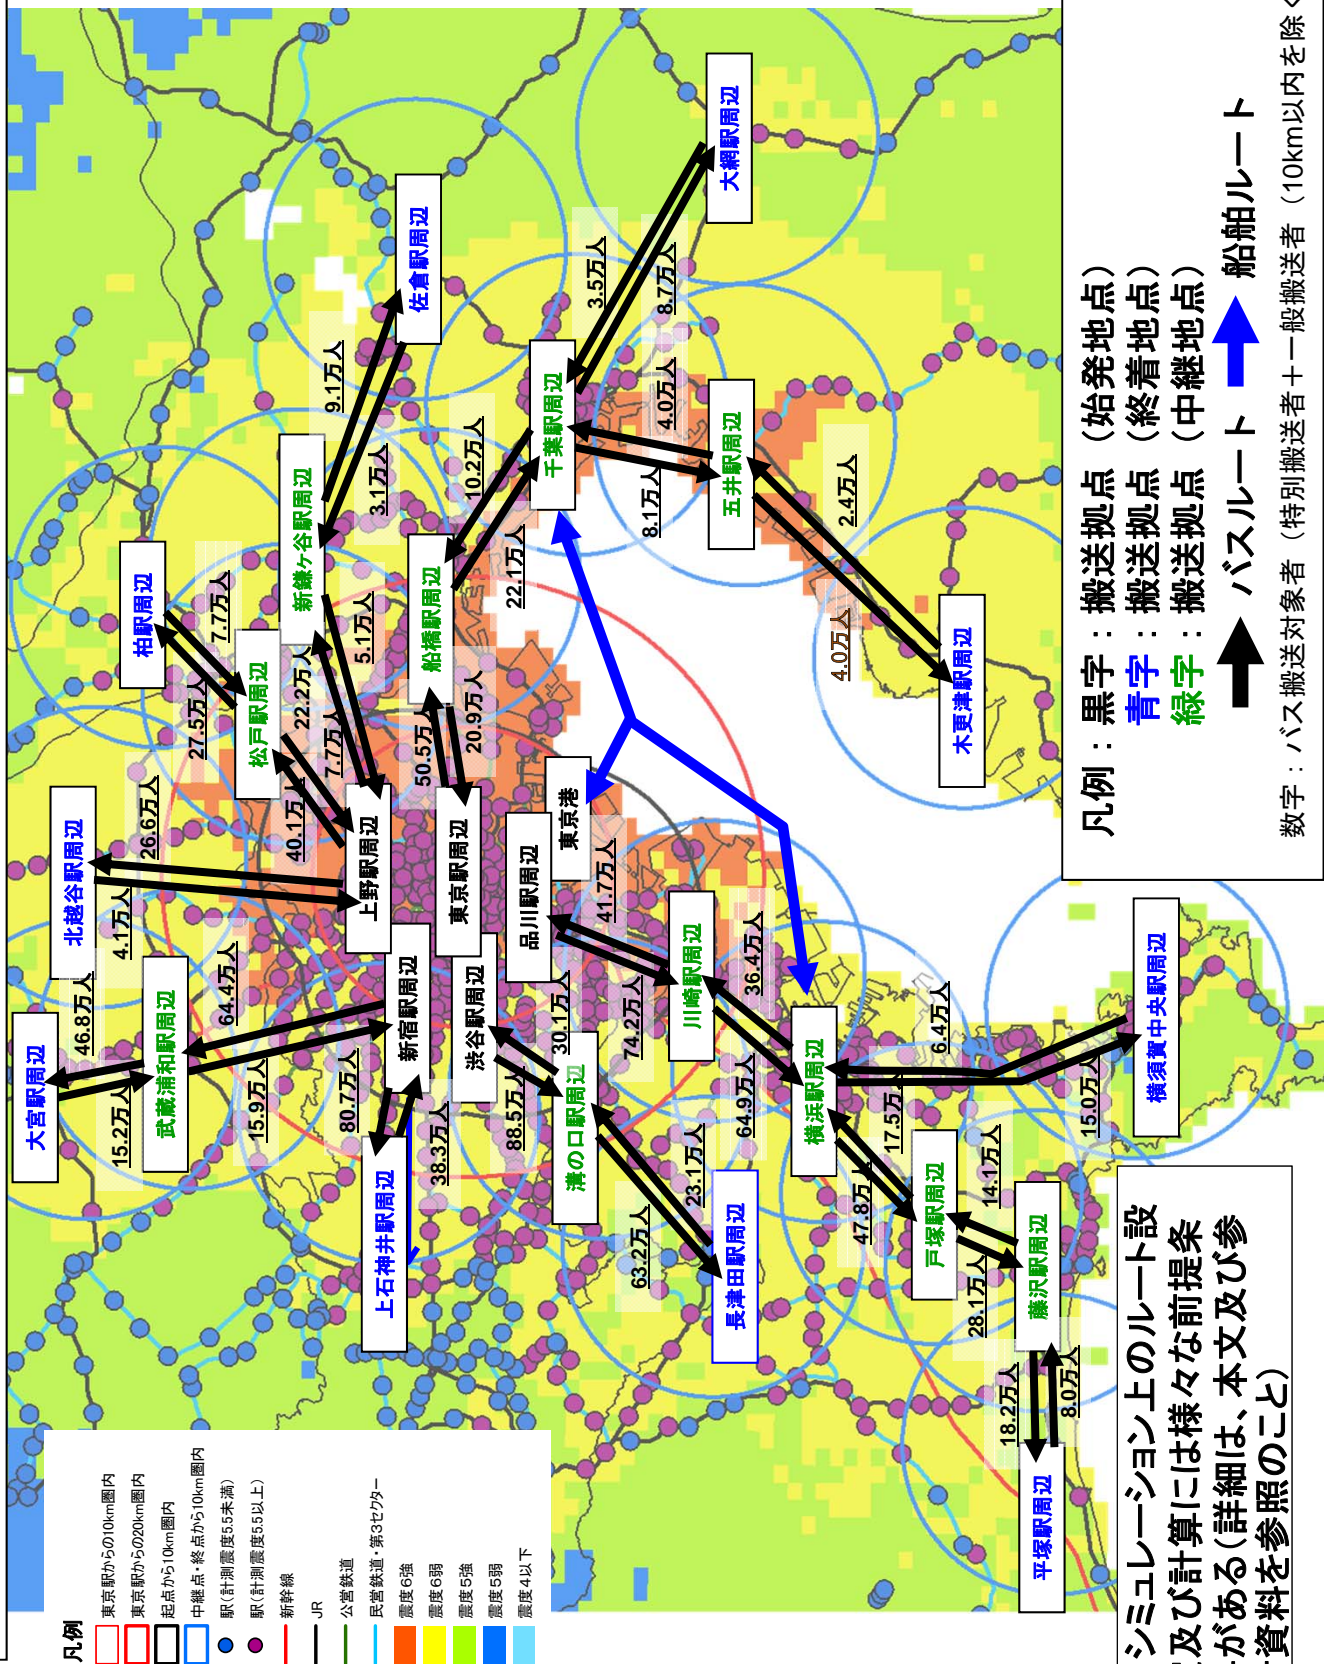 凡例
東京駅からの10km圏内
東京駅からの20km圏内
起点から10km圏内
中継点・終点から10km圏内
駅(計測震度5.5未満)
駅(計測震度5.5以上)
新幹線
JR
公営鉄道
民営鉄道・第3セクター
震度6強
震度6弱
震度5強
震度5弱
震度4以下
大宮駅周辺
46.8万人
15.2万人
武蔵浦和駅周辺
64.4万人
15.9万人
北越谷駅周辺
26.6万人
4.1万人
柏駅周辺
7.7万人
27.5万人
松戸駅周辺
40.1万人
7.7万人
22.2万人
5.1万人
新鎌ヶ谷駅周辺
9.1万人
3.1万人
佐倉駅周辺
上石神井駅周辺
80.7万人
38.3万人
新宿駅周辺
上野駅周辺
東京駅周辺
50.5万人
20.9万人
船橋駅周辺
10.2万人
22.1万人
千葉駅周辺
3.5万人
8.7万人
大網駅周辺
4.0万人
8.1万人
五井駅周辺
2.4万人
4.0万人
木更津駅周辺
渋谷駅周辺
88.5万人
30.1万人
溝の口駅周辺
63.2万人
23.1万人
長津田駅周辺
品川駅周辺
東京港
41.7万人
74.2万人
川崎駅周辺
36.4万人
64.9万人
横浜駅周辺
6.4万人
15.0万人
横須賀中央駅周辺
17.5万人
47.8万人
戸塚駅周辺
14.1万人
28.1万人
藤沢駅周辺
18.2万人
8.0万人
平塚駅周辺
シミュレーション上のルート設
及び計算には様々な前提条
がある(詳細は、本文及び参
資料を参照のこと)
凡例：黒字：搬送拠点（始発地点）
青字：搬送拠点（終着地点）
緑字：搬送拠点（中継地点）
バスルート 船舶ルート
数字：バス搬送対象者（特別搬送者＋一般搬送者（10km以内を除く